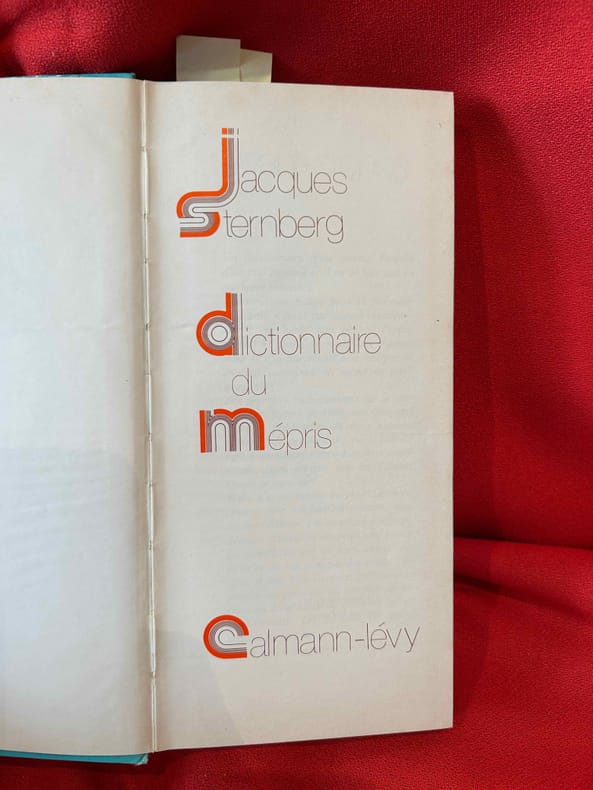 jacques
sternberg
dictionnaire
du
mépris
calmann-lévy